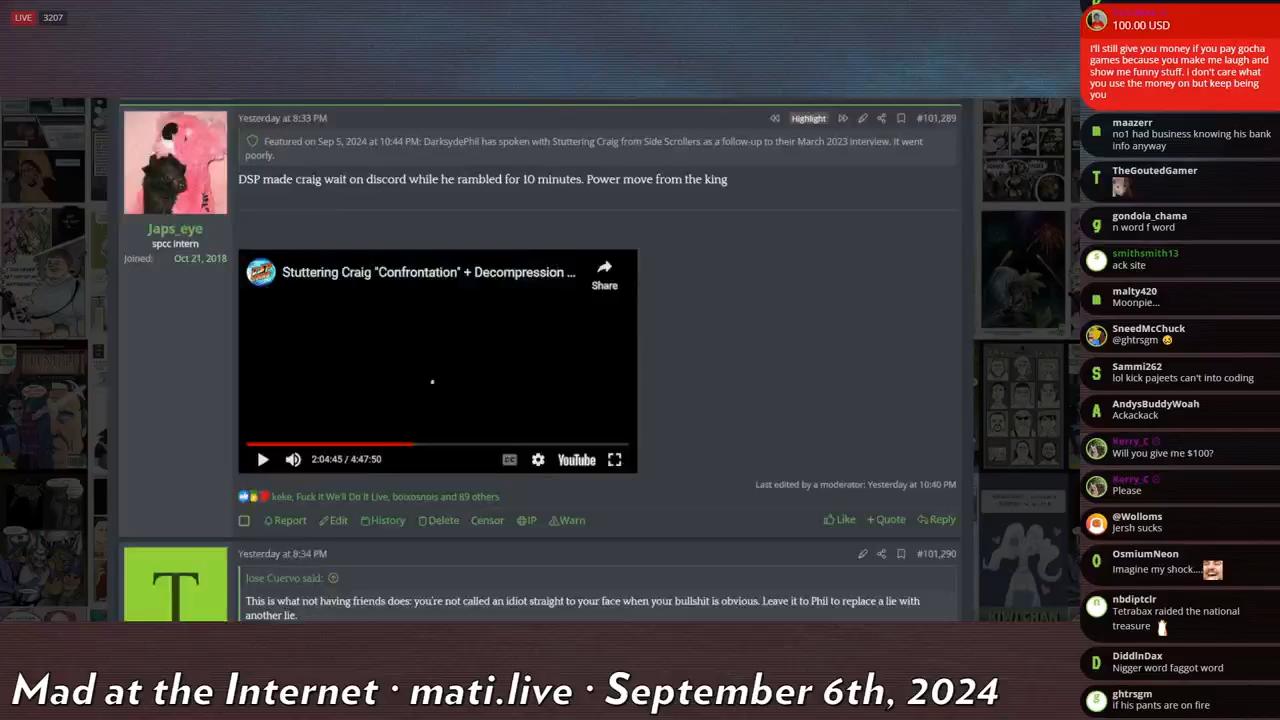 LIVE 3207
Yesterday at 8:33 PM
Highlight
#101,289
Featured on Sep 5, 2024 at 10:44 PM: DarksydePhil has spoken with Stuttering Craig from Side Scrollers as a follow-up to their March 2023 interview. It went
poorly.
DSP made craig wait on discord while he rambled for 10 minutes. Power move from the king
Japs_eye
spcc intern
Joined: Oct 21, 2018
Stuttering Craig "Confrontation" + Decompression ...
Share
2:04:45 / 4:47:50
CC
YouTube
Last edited by a moderator: Yesterday at 10:40 PM
keke, Fuck It We'll Do It Live, boixosnois and 89 others
Report Edit History Delete Censor IP Warn
Like +Quote Reply
Yesterday at 8:34 PM
#101,290
T
Jose Cuervo said:
This is what not having friends does: you're not called an idiot straight to your face when your bullshit is obvious. Leave it to Phil to replace a lie with
another lie.
Mad at the Internet · mati.live · September 6th, 2024
100.00 USD
I'll still give you money if you pay gocha
games because you make me laugh and
show me funny stuff. i don't care what
you use the money on but keep being
you
maazerr
no1 had business knowing his bank
info anyway
TheGoutedGamer
gondola_chama
n word f word
smithsmith13
ack site
malty420
Moonpie...
SneedMcChuck
@ghtrsgm
Sammi262
lol kick pajeets can't into coding
AndysBuddyWoah
Ackackack
Kerry_C
Will you give me $100?
Kerry_C
Please
@Wolloms
Jersh sucks
OsmiumNeon
Imagine my shock....
nbdiptclr
Tetrabax raided the national
treasure
DiddlnDax
Nigger word faggot word
ghtrsgm
if his pants are on fire